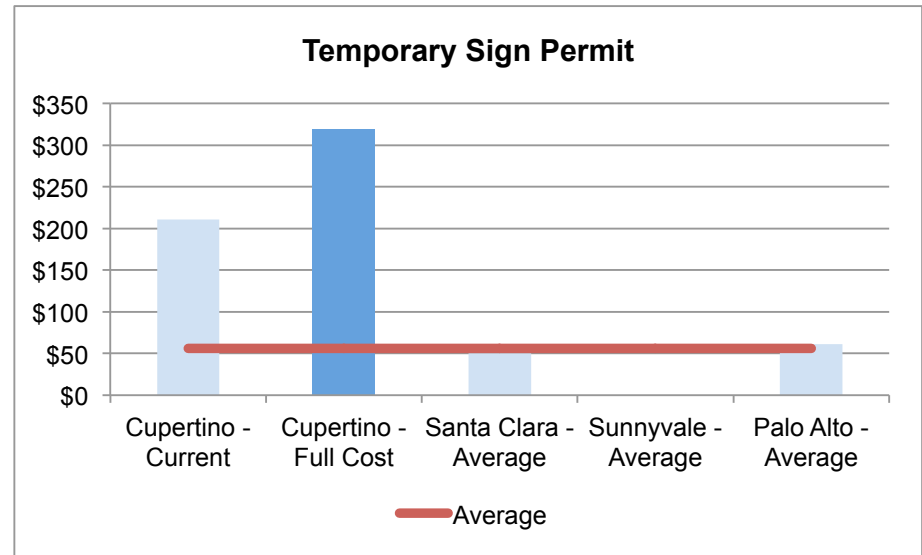 Temporary Sign Permit
$350
$300
$250
$200
$150
$100
$50
$0
Cupertino -
Current
Cupertino -
Full Cost
Santa Clara -
Average
Sunnyvale -
Average
Palo Alto -
Average
Average